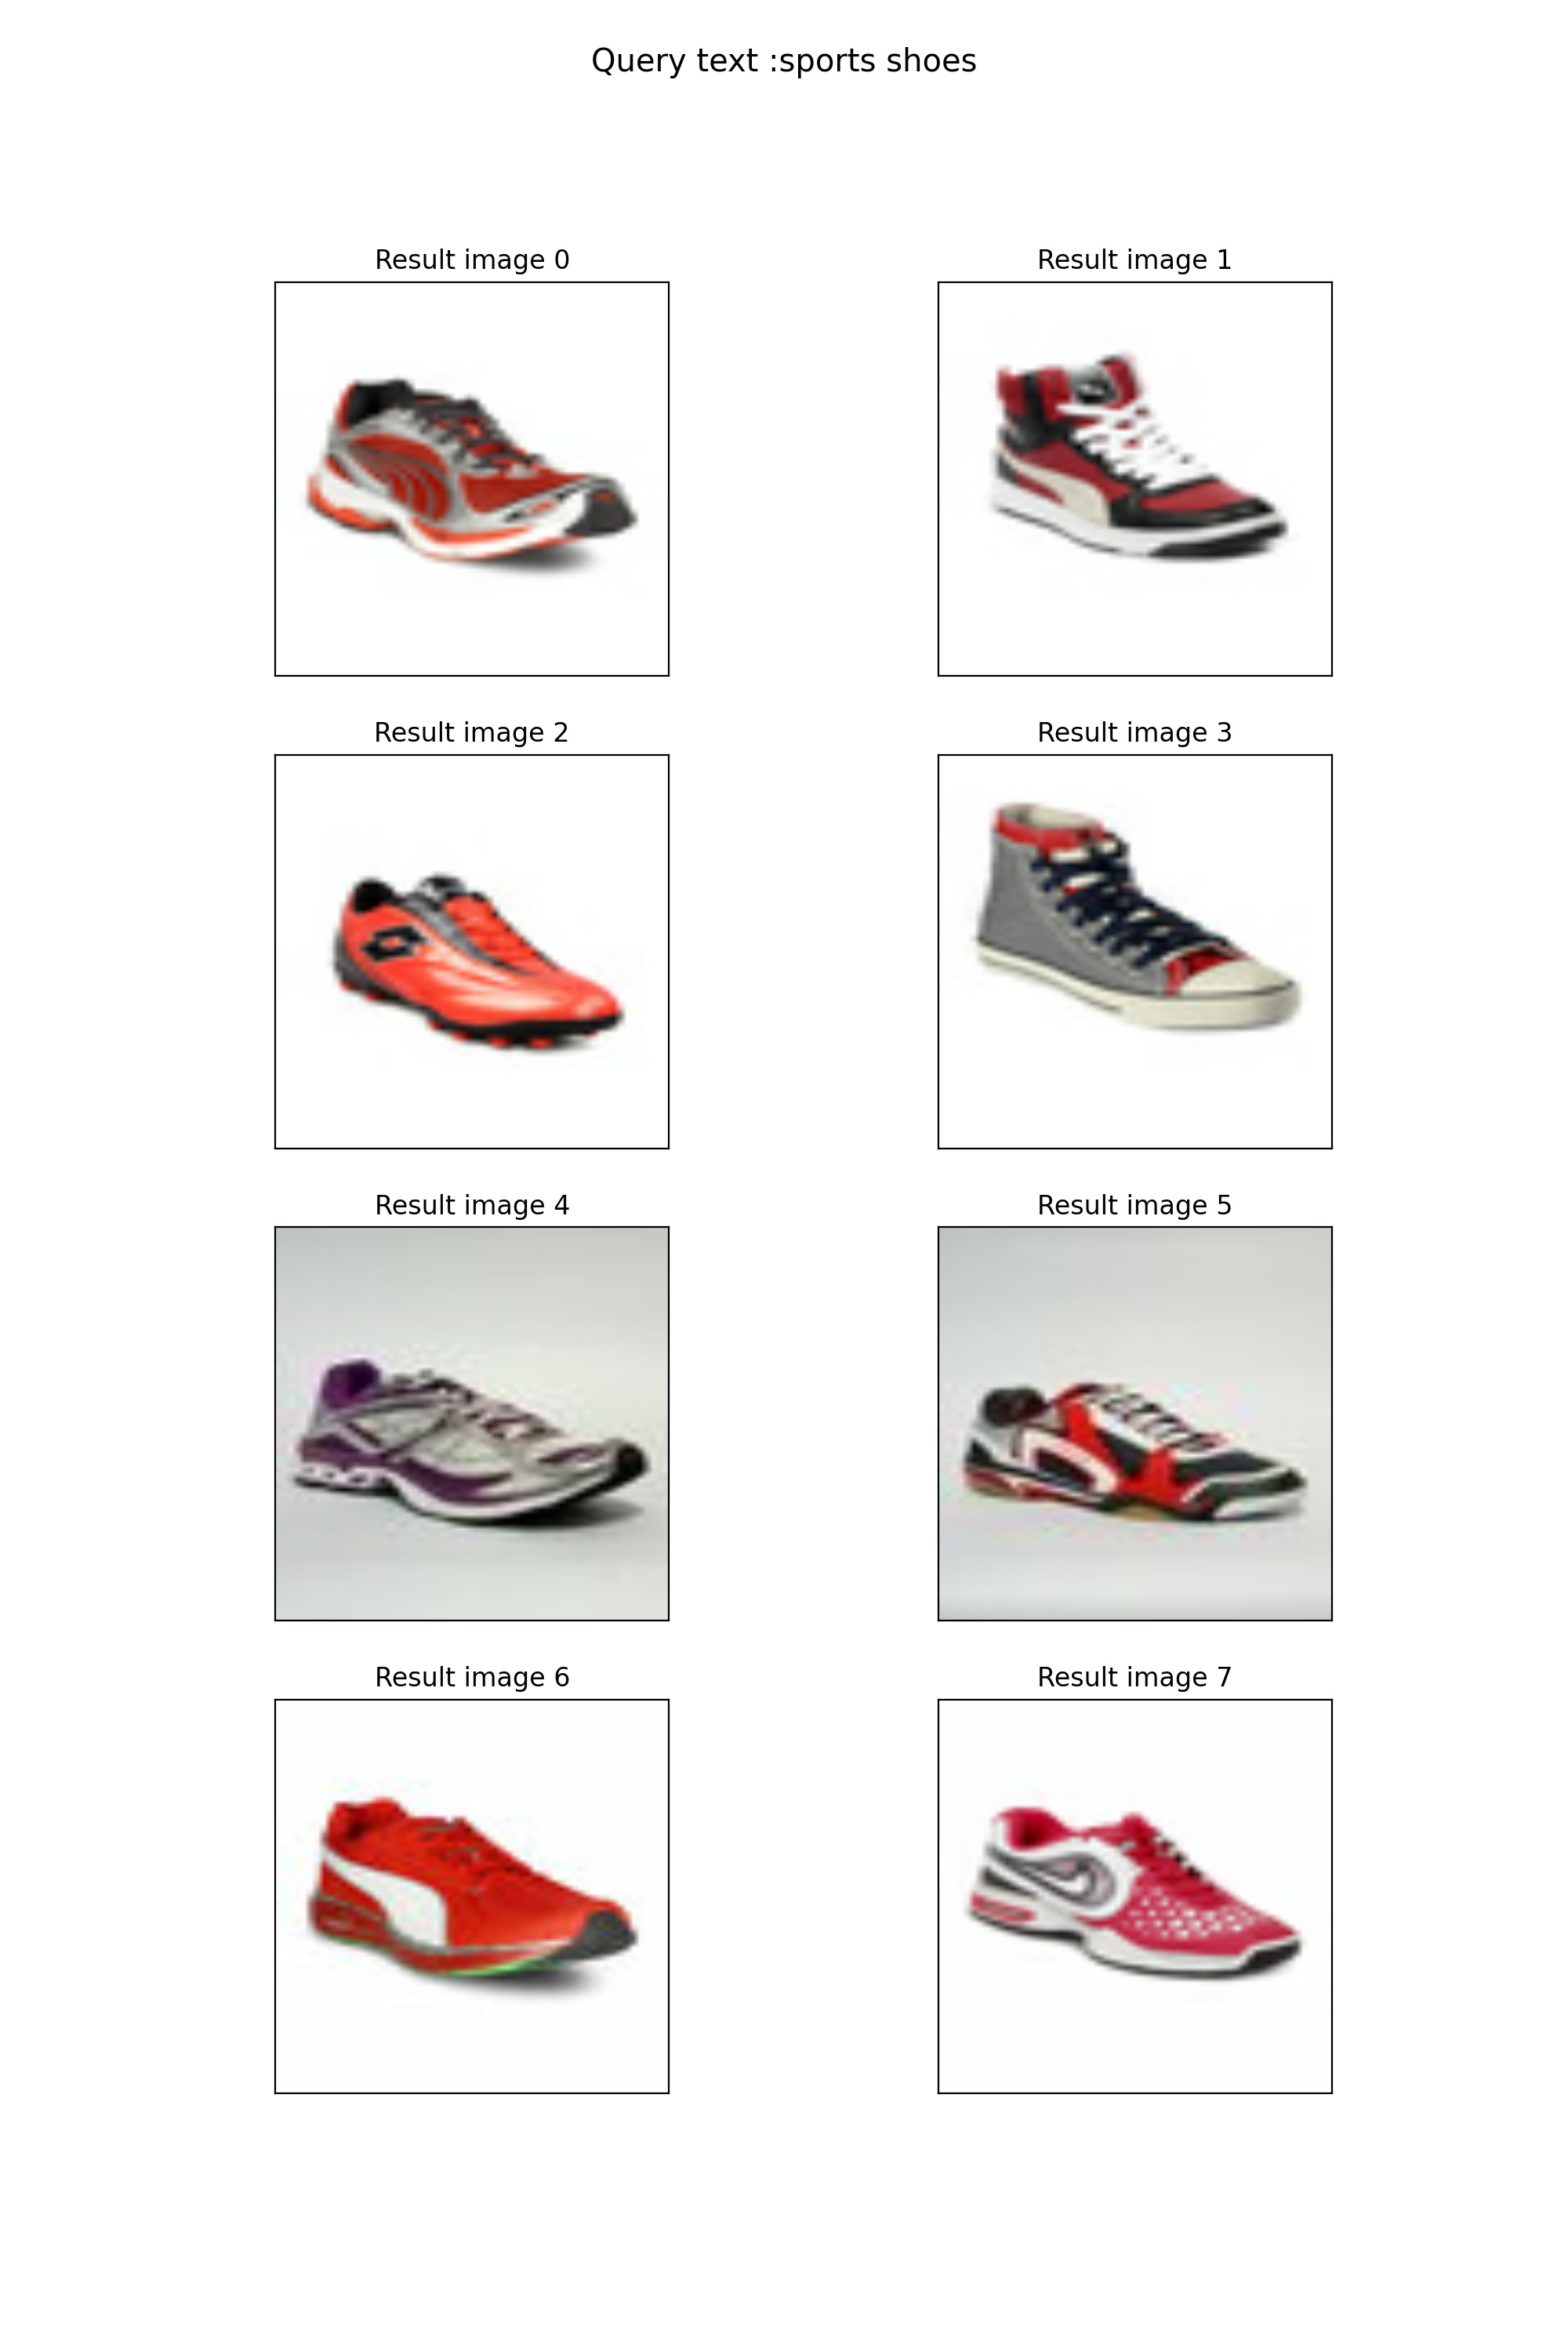 Query text :sports shoes
Result image 0
Result image 1
Result image 2
Result image 3
Result image 4
Result image 5
Result image 6
Result image 7